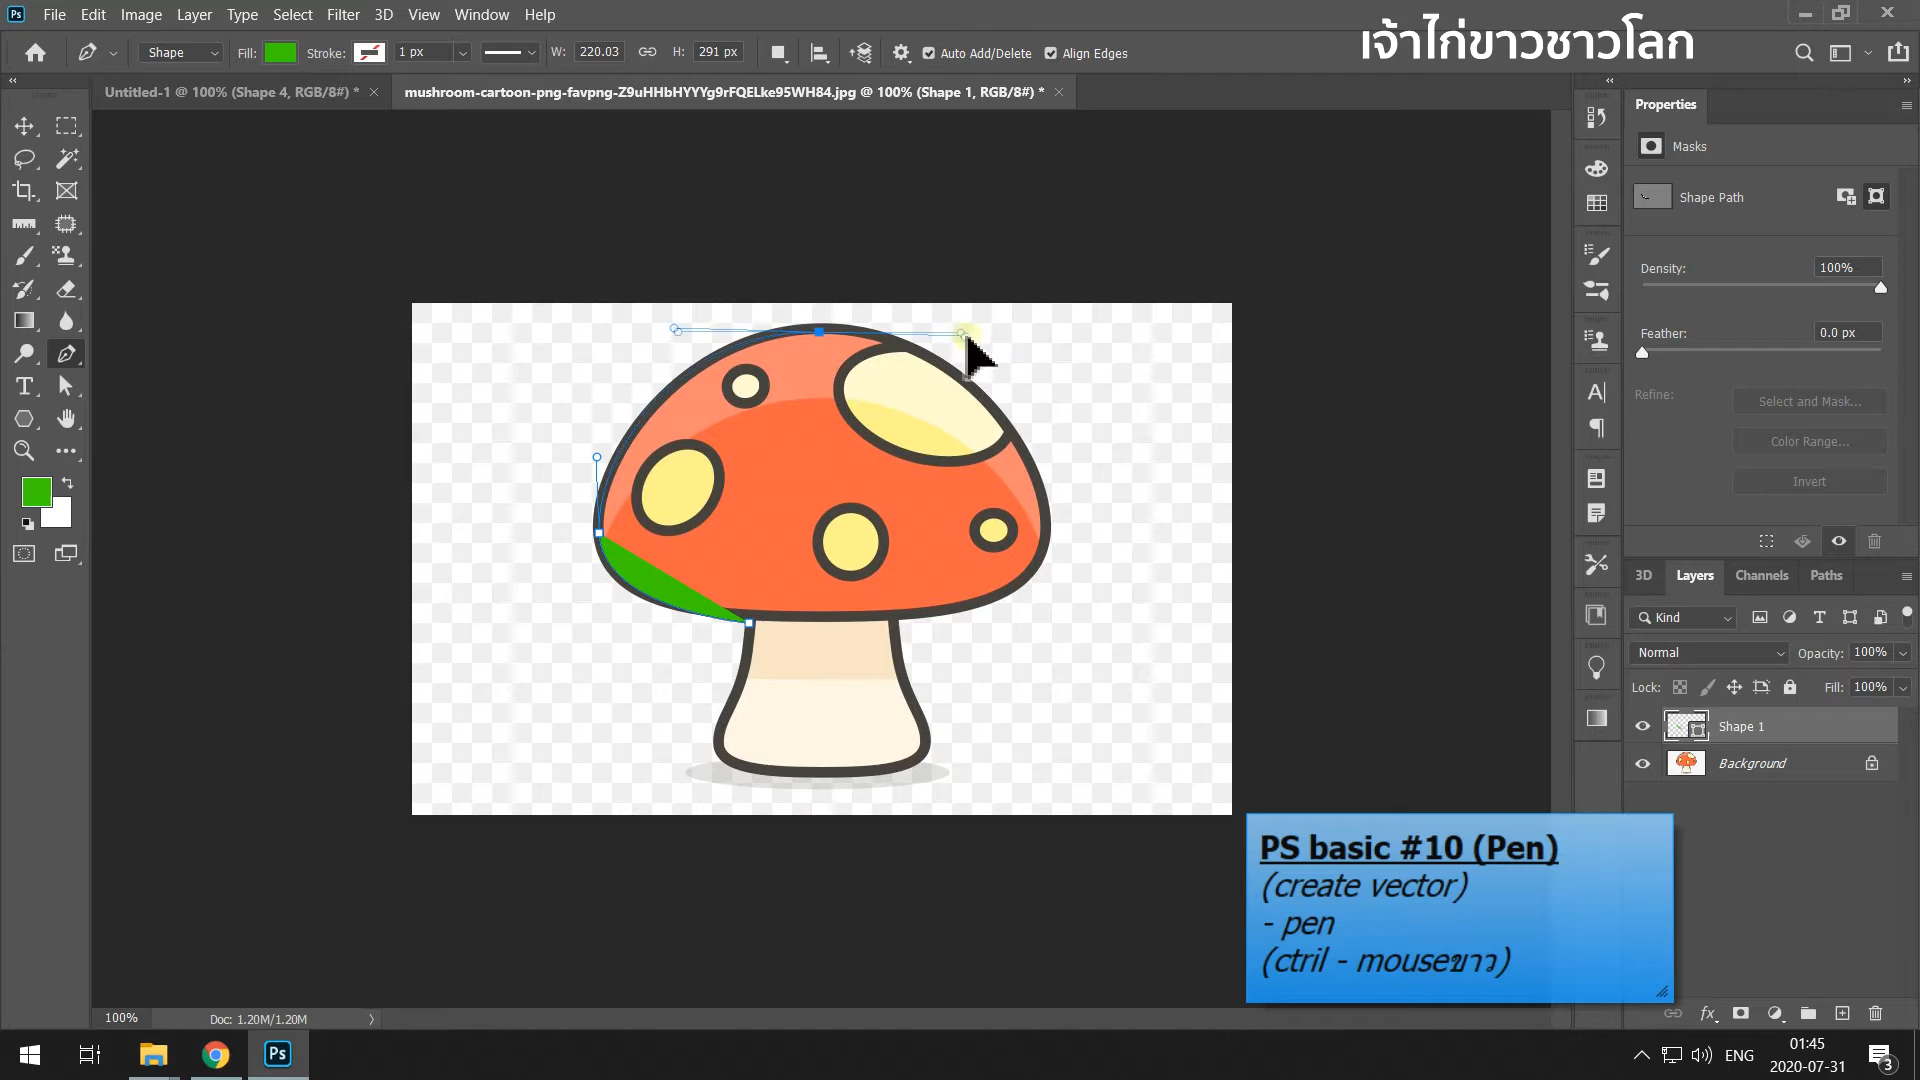 Ps File Edit Image Layer Type Select Filter 3D View Window Help
เจ้าไก่ขาวชาวโลก
Shape Fill: Stroke: 1 px W: 220.03 H: 291 px Auto Add/Delete Align Edges
Untitled-1 @ 100% (Shape 4, RGB/8#) *
mushroom-cartoon-png-favpng-Z9uHHbHYYYg9rFQELke95WH84.jpg @ 100% (Shape 1, RGB/8#) *
Properties
Masks
Shape Path
Density: 100%
Feather: 0.0 px
Refine: Select and Mask...
Color Range...
Invert
3D Layers Channels Paths
Kind
Normal Opacity: 100%
Lock: Fill: 100%
Shape 1
Background
PS basic #10 (Pen)
(create vector)
- pen
(ctril - mouseขาว)
fx
100% Doc: 1.20M/1.20M
Ps
ENG
01:45
2020-07-31
3